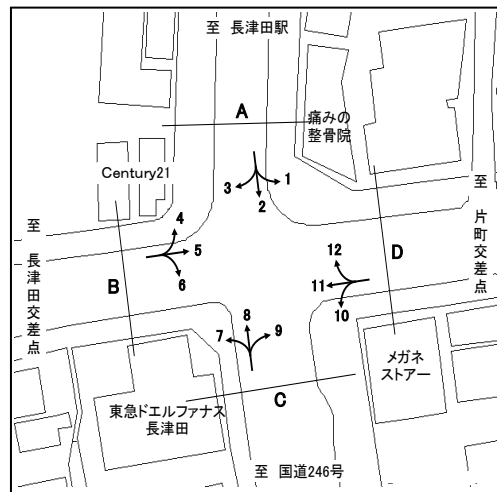 至 長津田駅
A
痛みの
整骨院
Century21
3
1
2
4
5
6
至 長津田交差点
B
12
11
10
D
至 片町交差点
8
7
9
C
メガネ
ストアー
東急ドエルファナス
長津田
至 国道246号